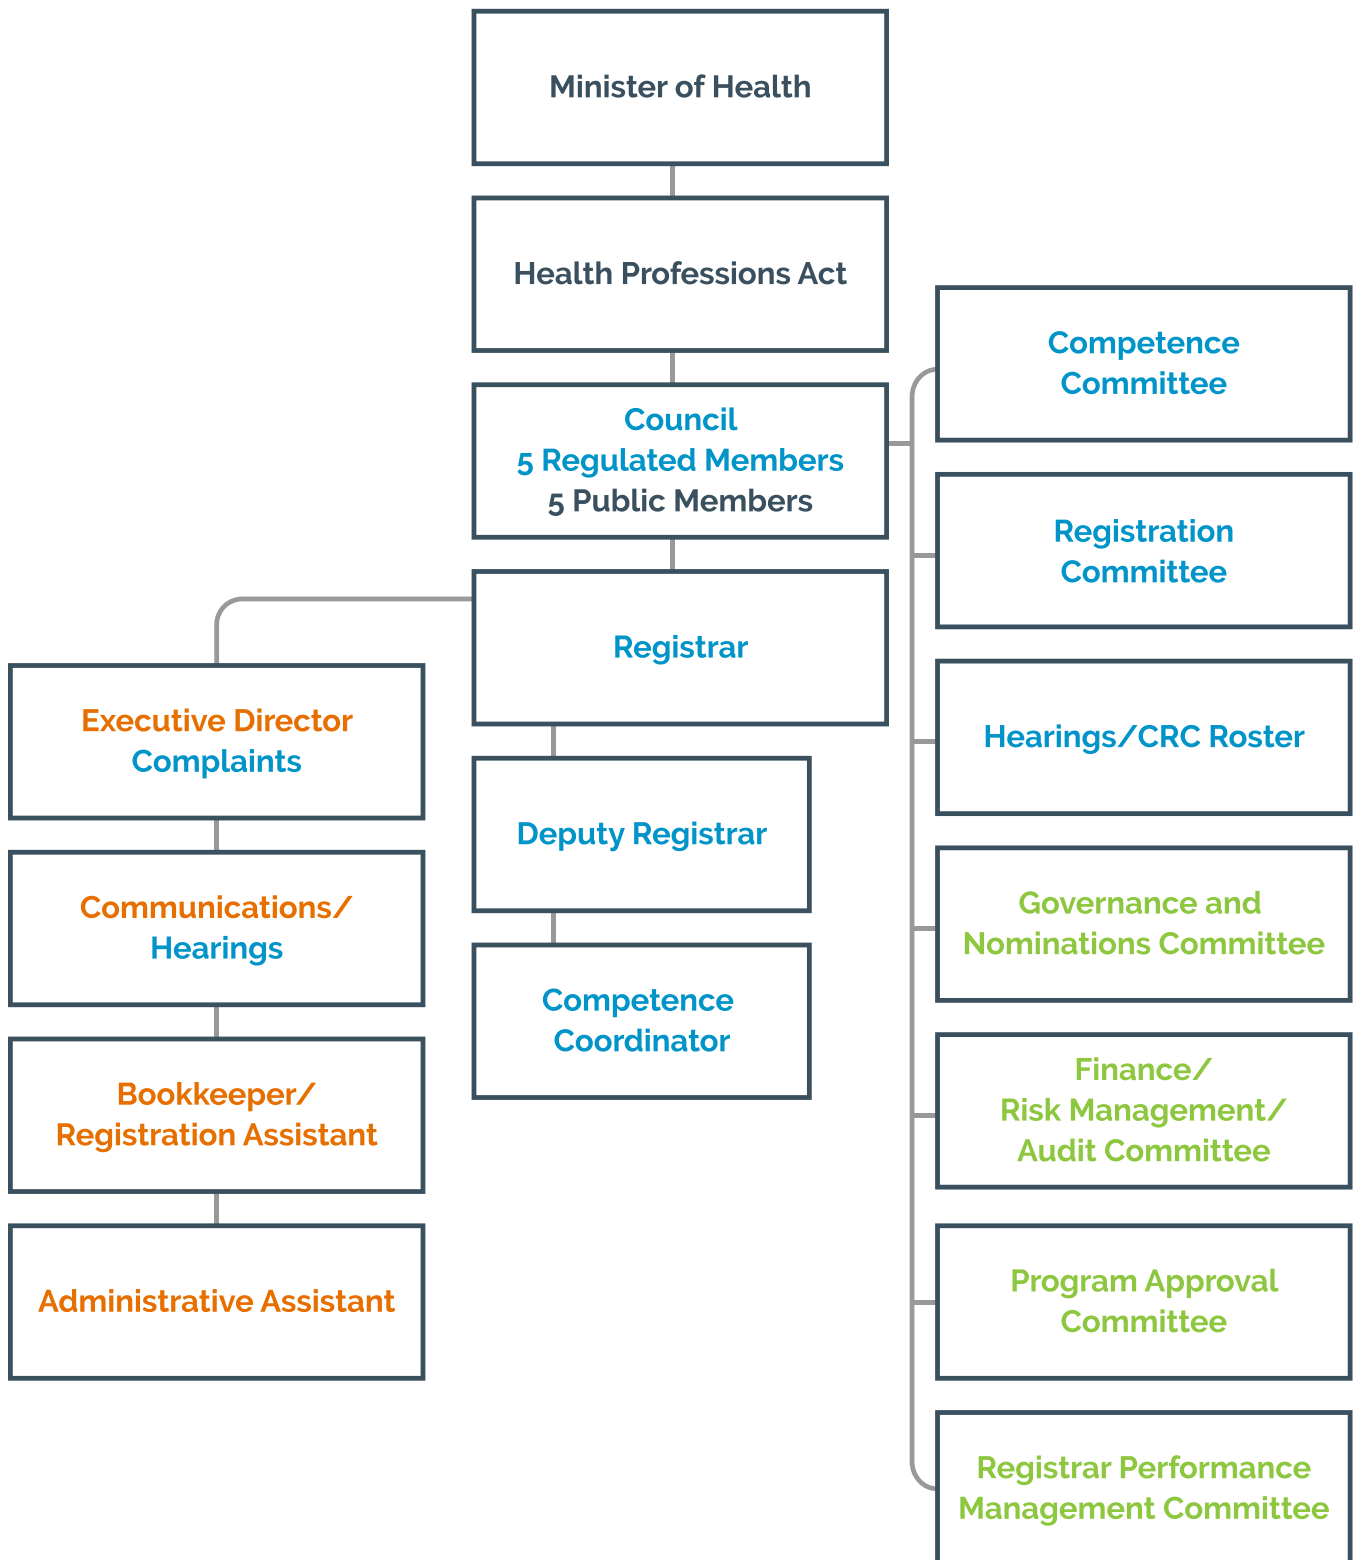 Minister of Health
Health Professions Act
Council
5 Regulated Members
5 Public Members
Registrar
Executive Director
Complaints
Communications/
Hearings
Bookkeeper/
Registration Assistant
Administrative Assistant
Deputy Registrar
Competence
Coordinator
Competence
Committee
Registration
Committee
Hearings/CRC Roster
Governance and
Nominations Committee
Finance/
Risk Management/
Audit Committee
Program Approval
Committee
Registrar Performance
Management Committee